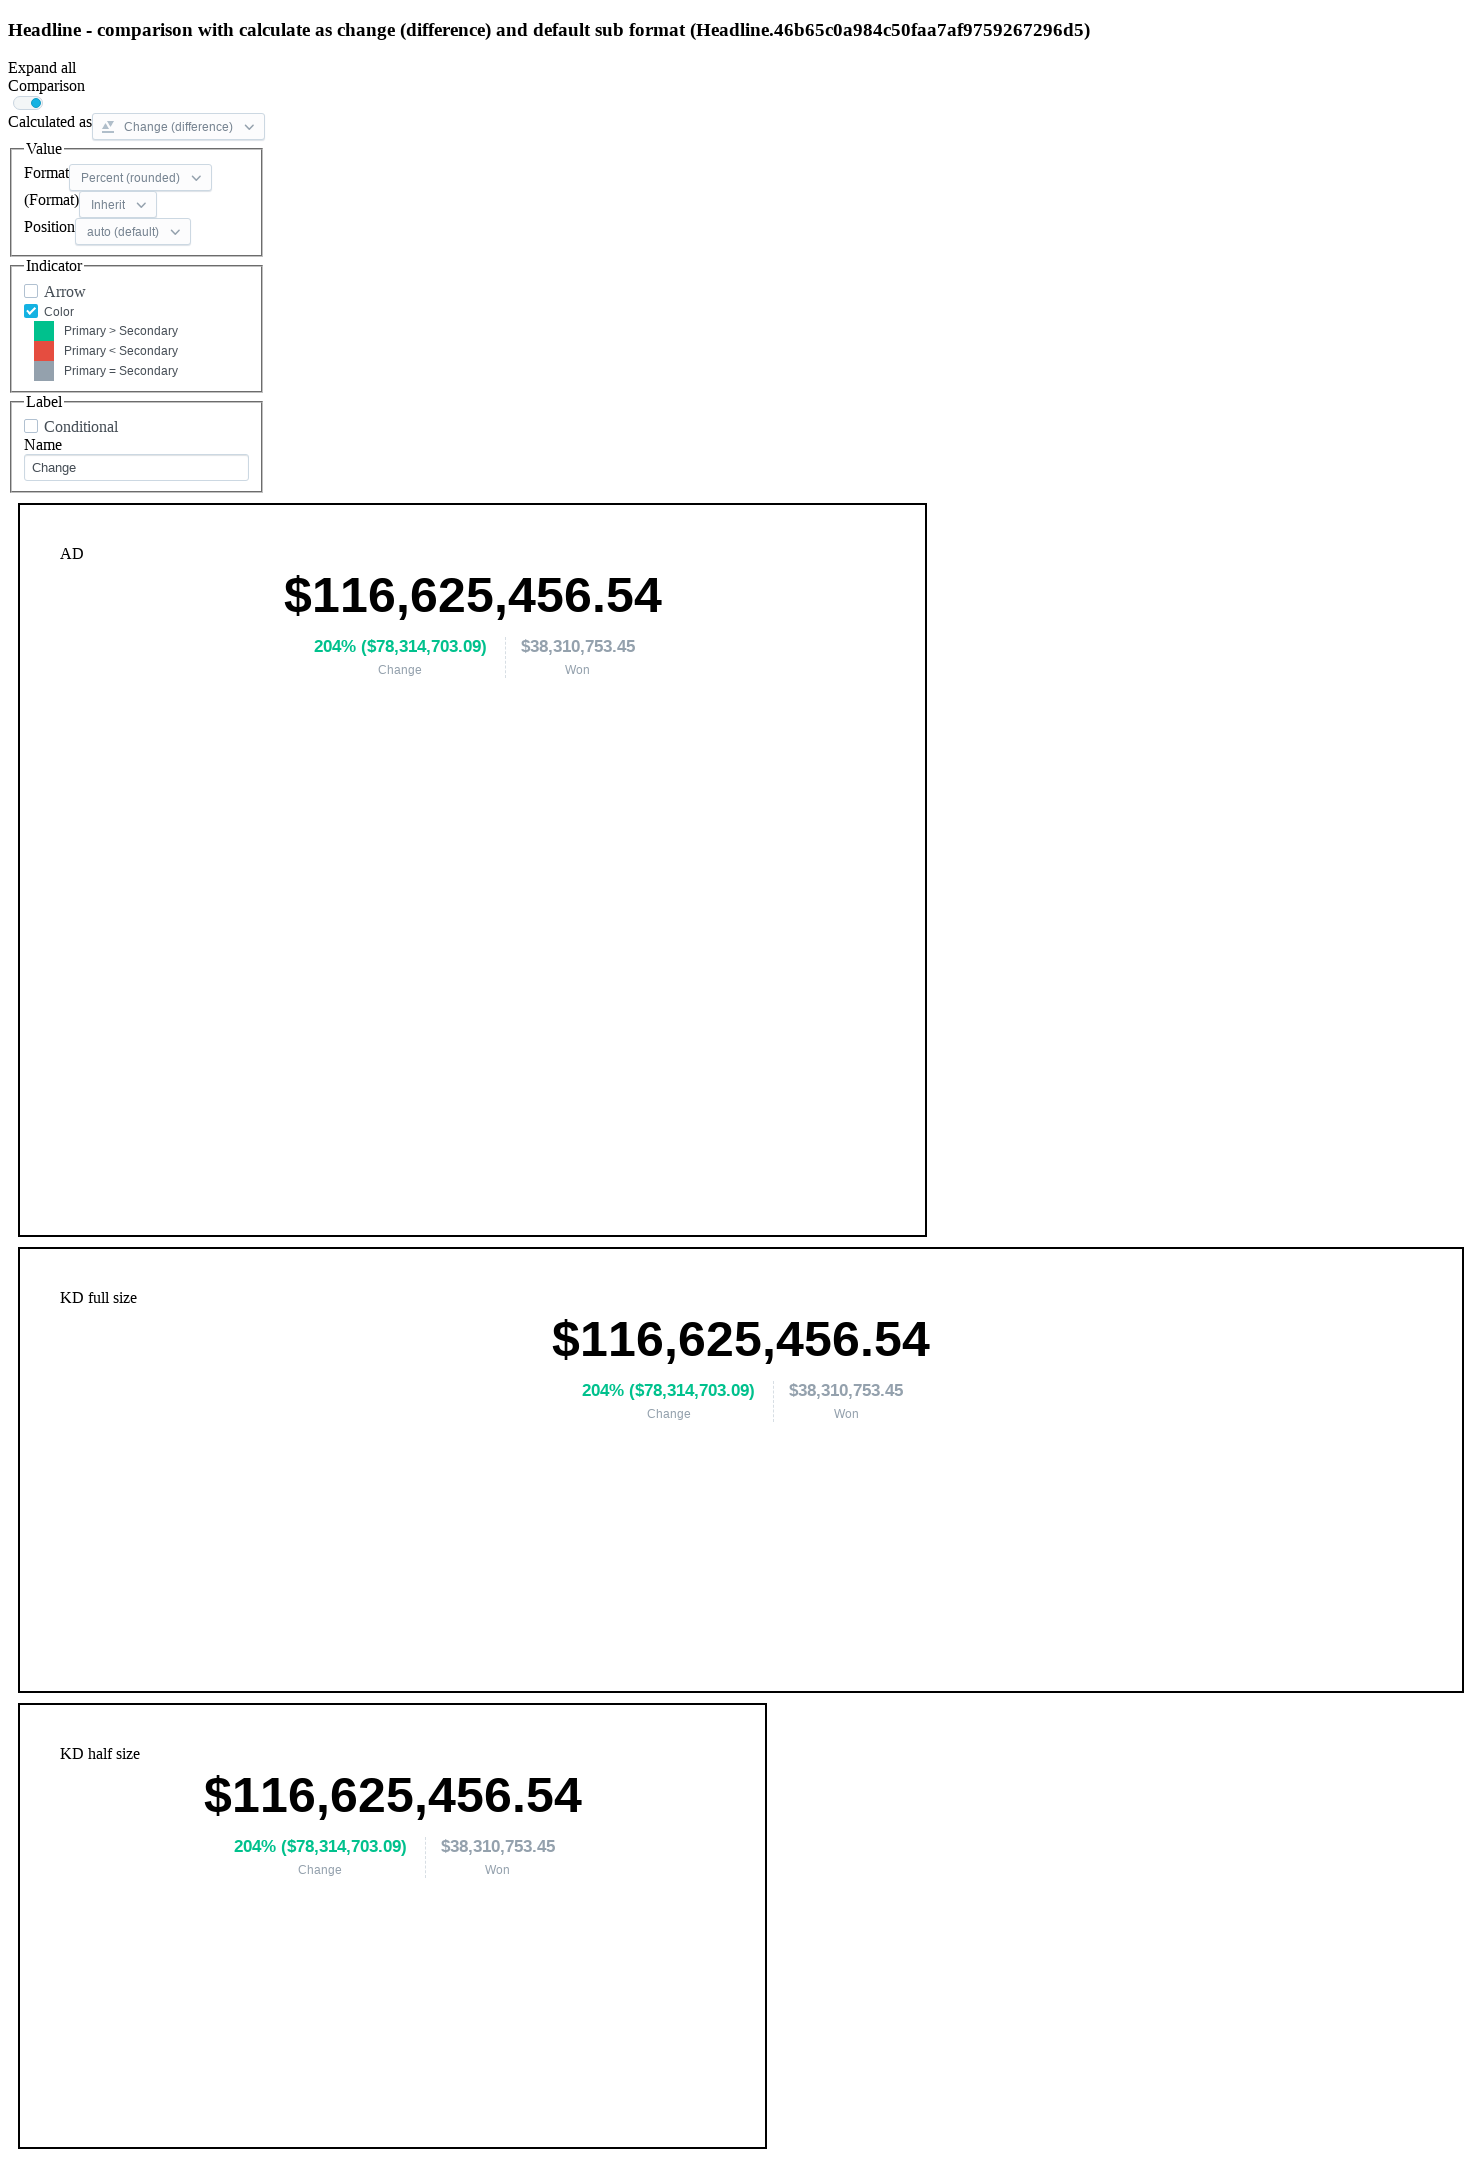 Headline - comparison with calculate as change (difference) and default sub format (Headline.46b65c0a984c50faa7af9759267296d5)
Expand all
Comparison
Calculated as Change (difference)
Value
Format Percent (rounded)
(Format) Inherit
Position auto (default)
Indicator
Arrow
Color
Primary > Secondary
Primary < Secondary
Primary = Secondary
Label
Conditional
Name
Change
AD
$116,625,456.54
204% ($78,314,703.09) $38,310,753.45
Change Won
KD full size
$116,625,456.54
204% ($78,314,703.09) $38,310,753.45
Change Won
KD half size
$116,625,456.54
204% ($78,314,703.09) $38,310,753.45
Change Won